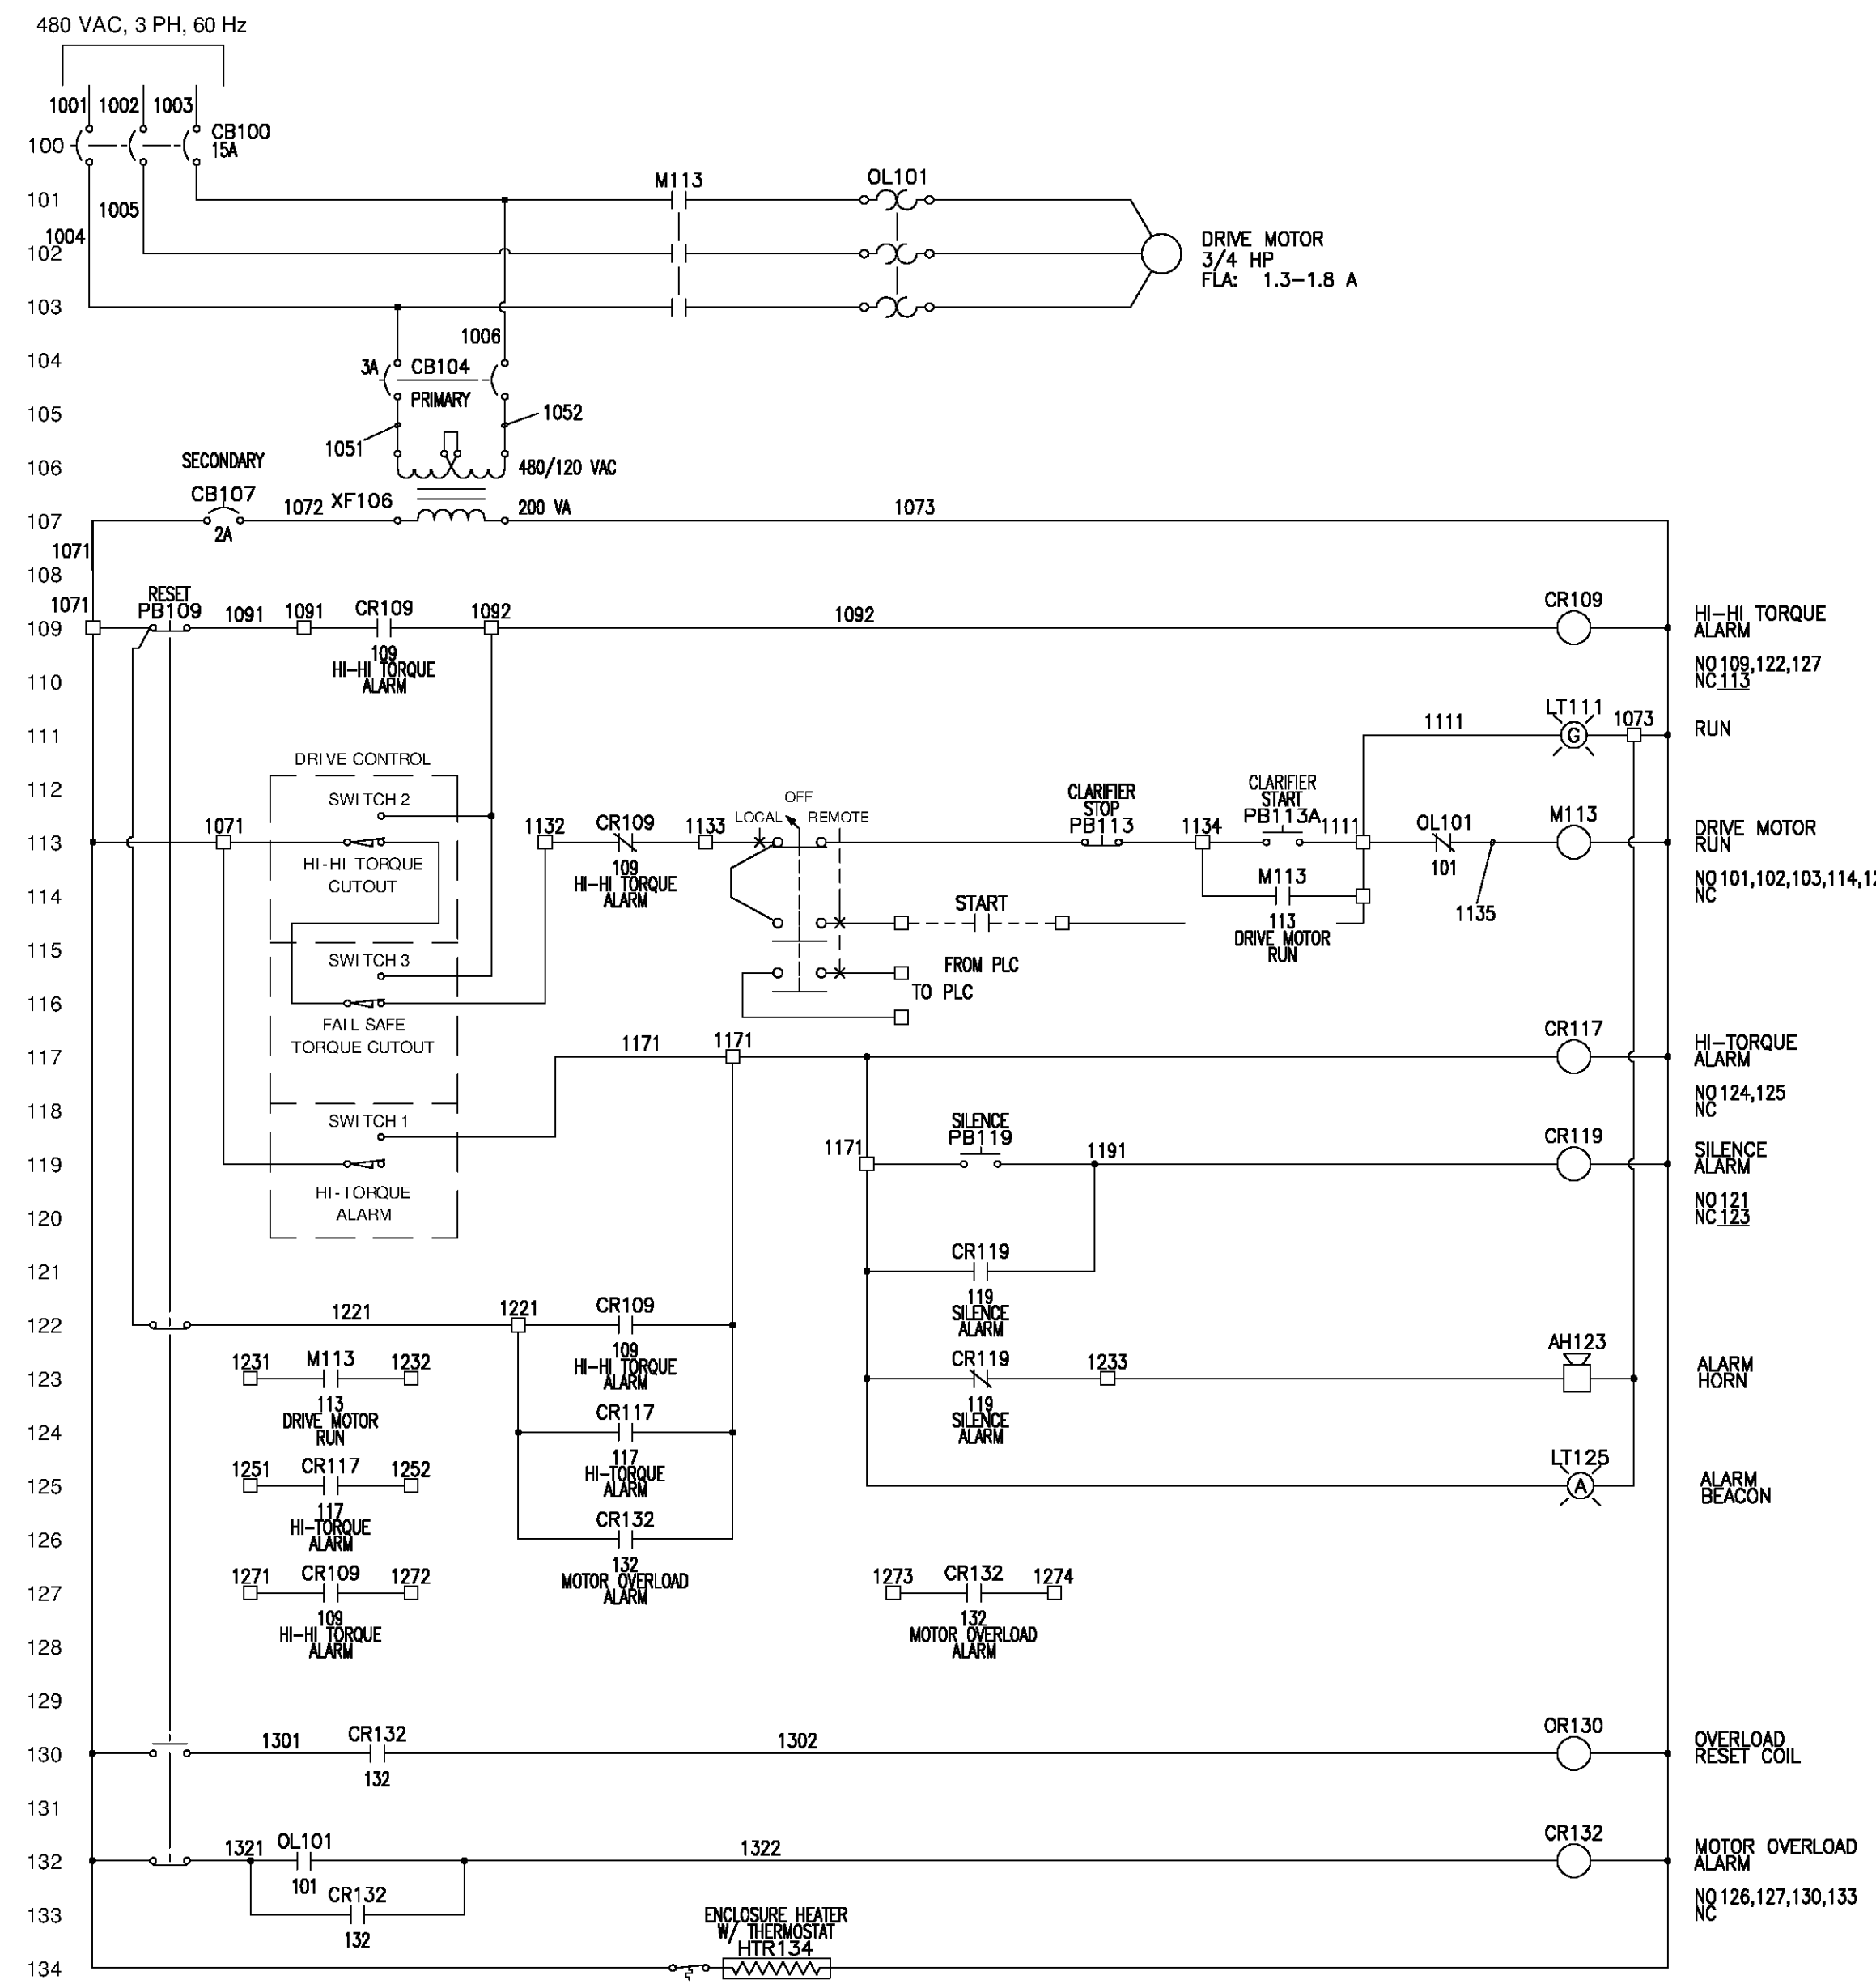 480 VAC, 3 PH, 60 Hz
1001 1002 1003
CB100
100
15A
M113 OL101
101
1005
1004
102
DRIVE MOTOR
3/4 HP
FLA: 1.3-1.8 A
103
1006
104
3A CB104
PRIMARY
105
1052
1051
SECONDARY
106
480/120 VAC
CB107 1072 XF106 200 VA 1073
107
2A
1071
108
RESET
1071 PB109 1091 1091 CR109 1092 1092 CR109
109
HI-HI TORQUE
ALARM
109
HI-HI TORQUE
ALARM
110
NO 109,122,127
NC 113
LT111
1111 1073
111
G
RUN
DRIVE CONTROL
112
SWITCH 2
OFF
LOCAL REMOTE
CLARIFIER
STOP
PB113
CLARIFIER
START
PB113A
1071 1132 CR109 1133 1134 1111 OL101 M113
113
DRIVE MOTOR
RUN
HI-HI TORQUE
CUTOUT
109
HI-HI TORQUE
ALARM
101
M113
114
NO 101,102,103,114,12
NC
START
1135
113
DRIVE MOTOR
RUN
115
SWITCH 3
FROM PLC
TO PLC
116
FAIL SAFE
TORQUE CUTOUT
1171 1171 CR117
117
HI-TORQUE
ALARM
118
NO 124,125
NC
SWITCH 1
SILENCE
PB119
1171 1191 CR119
119
SILENCE
ALARM
HI-TORQUE
ALARM
120
NO 121
NC 123
CR119
121
119
SILENCE
ALARM
1221 1221 CR109
122
109
HI-HI TORQUE
ALARM
1231 M113 1232 CR119 1233 AH123
123
ALARM
HORN
113
DRIVE MOTOR
RUN
119
SILENCE
ALARM
CR117
124
117
HI-TORQUE
ALARM
1251 CR117 1252 LT125
125
A
ALARM
BEACON
117
HI-TORQUE
ALARM
CR132
126
132
MOTOR OVERLOAD
ALARM
1271 CR109 1272 1273 CR132 1274
127
109
HI-HI TORQUE
ALARM
132
MOTOR OVERLOAD
ALARM
128
129
1301 CR132 1302 OR130
130
OVERLOAD
RESET COIL
132
131
1321 OL101 1322 CR132
132
MOTOR OVERLOAD
ALARM
101
CR132
133
NO 126,127,130,133
NC
132
ENCLOSURE HEATER
W/ THERMOSTAT
HTR134
134